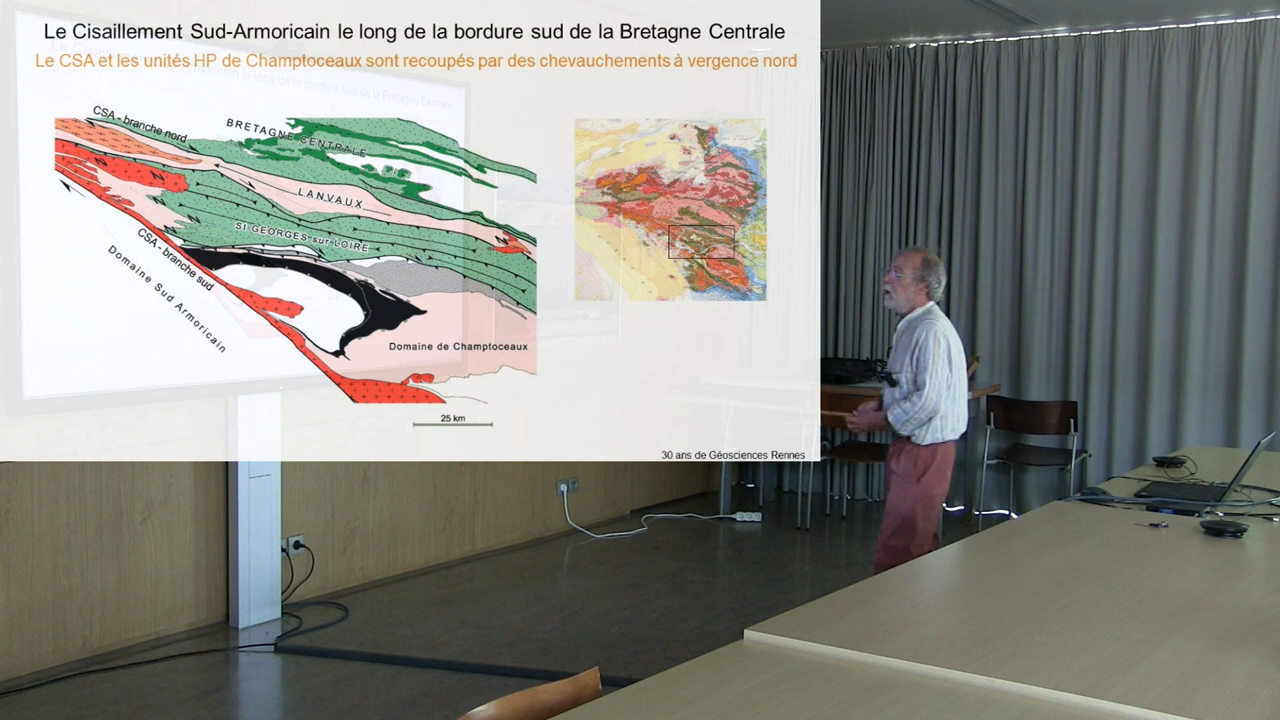 Le Cisaillement Sud-Armoricain le long de la bordure sud de la Bretagne Centrale
Le CSA et les unités HP de Champtoceaux sont recoupés par des chevauchements à vergence nord
CSA - branche nord
BRETAGNE CENTRALE
LANVAUX
St GEORGES sur LOIRE
CSA - branche sud
Domaine Sud Armoricain
Domaine de Champtoceaux
25 km
30 ans de Géosciences Rennes